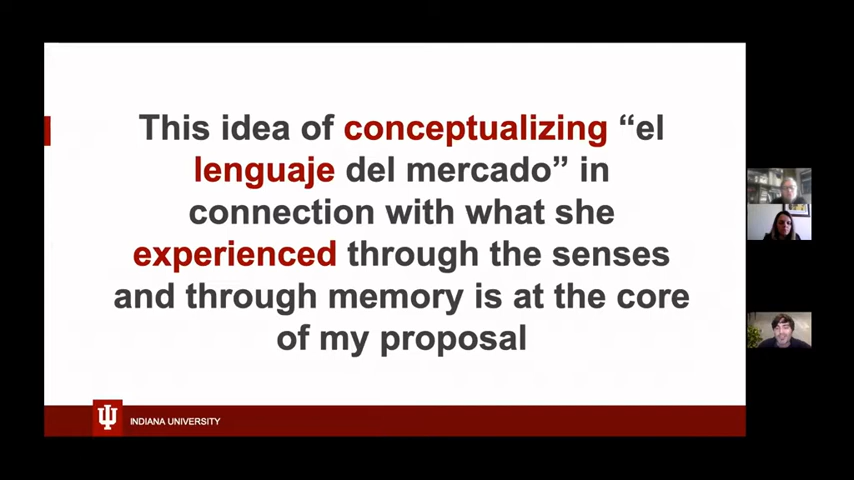 This idea of conceptualizing “el
lenguaje del mercado” in
connection with what she
experienced through the senses
and through memory is at the core
of my proposal
INDIANA UNIVERSITY